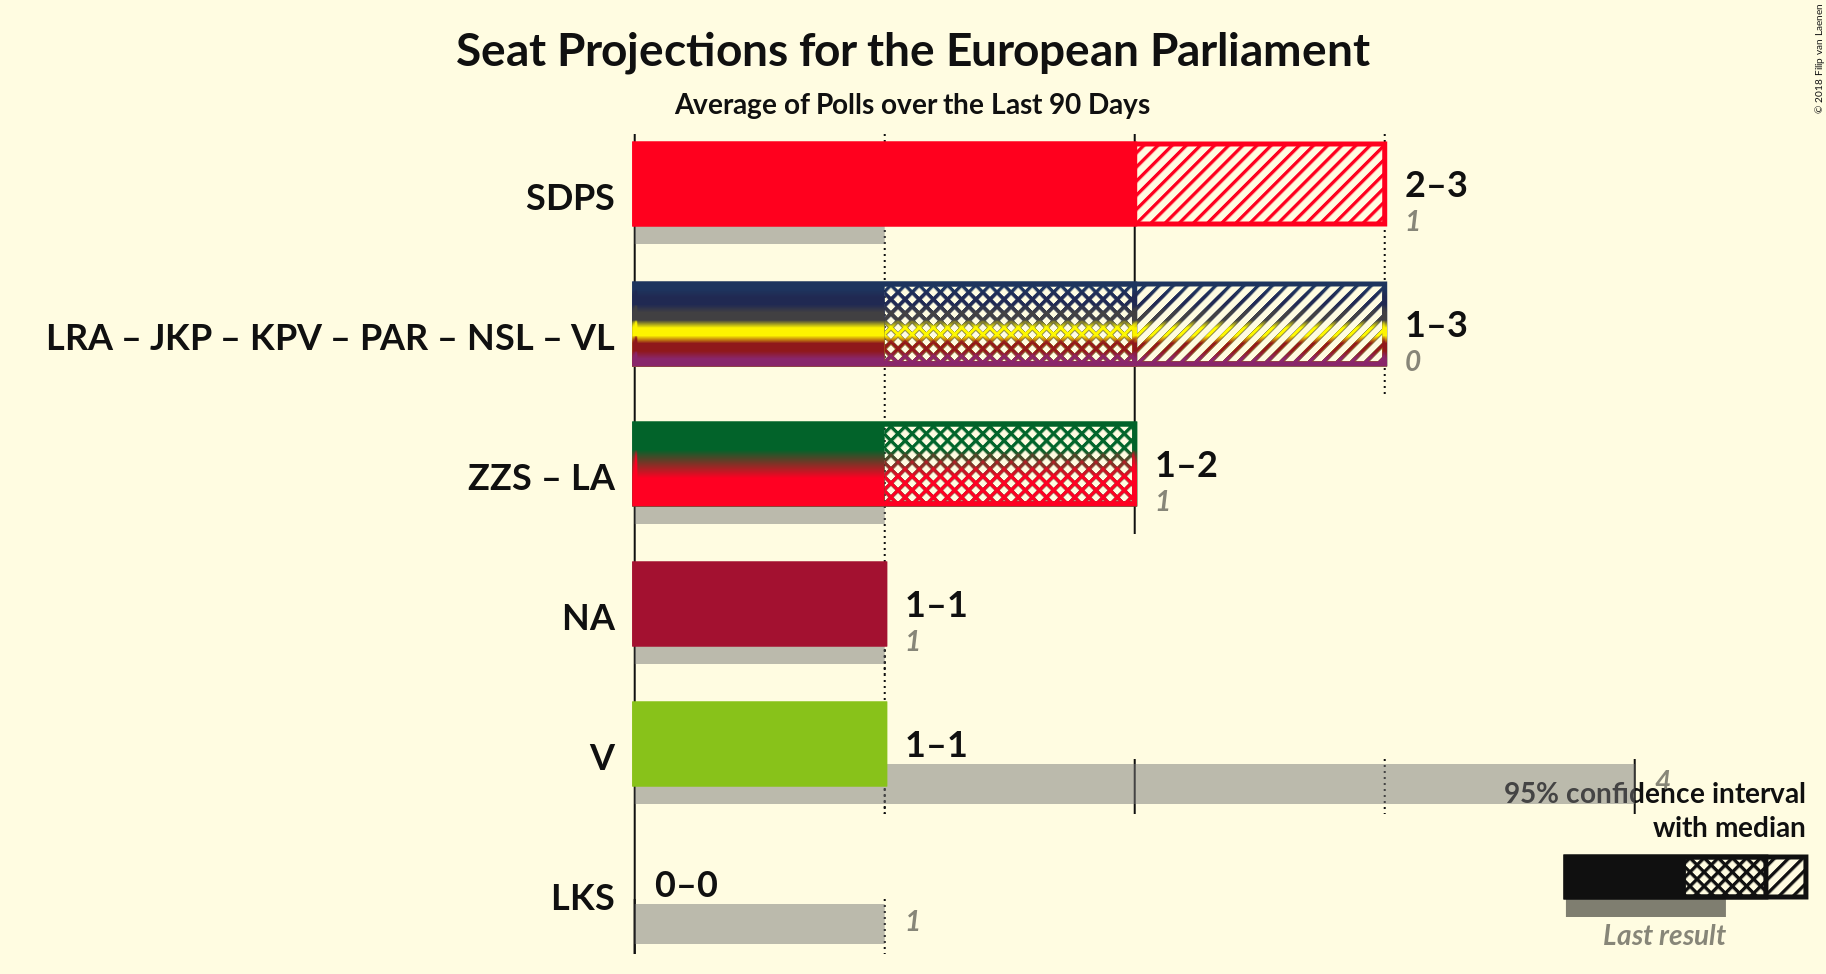 Seat Projections for the European Parliament
Average of Polls over the Last 90 Days
© 2018 Filip van Laenen
SDPS
2–3
1
LRA – JKP – KPV – PAR – NSL – VL
1–3
0
ZZS – LA
1–2
1
NA
1–1
1
V
1–1
4
LKS
0–0
1
95% confidence interval
with median
Last result